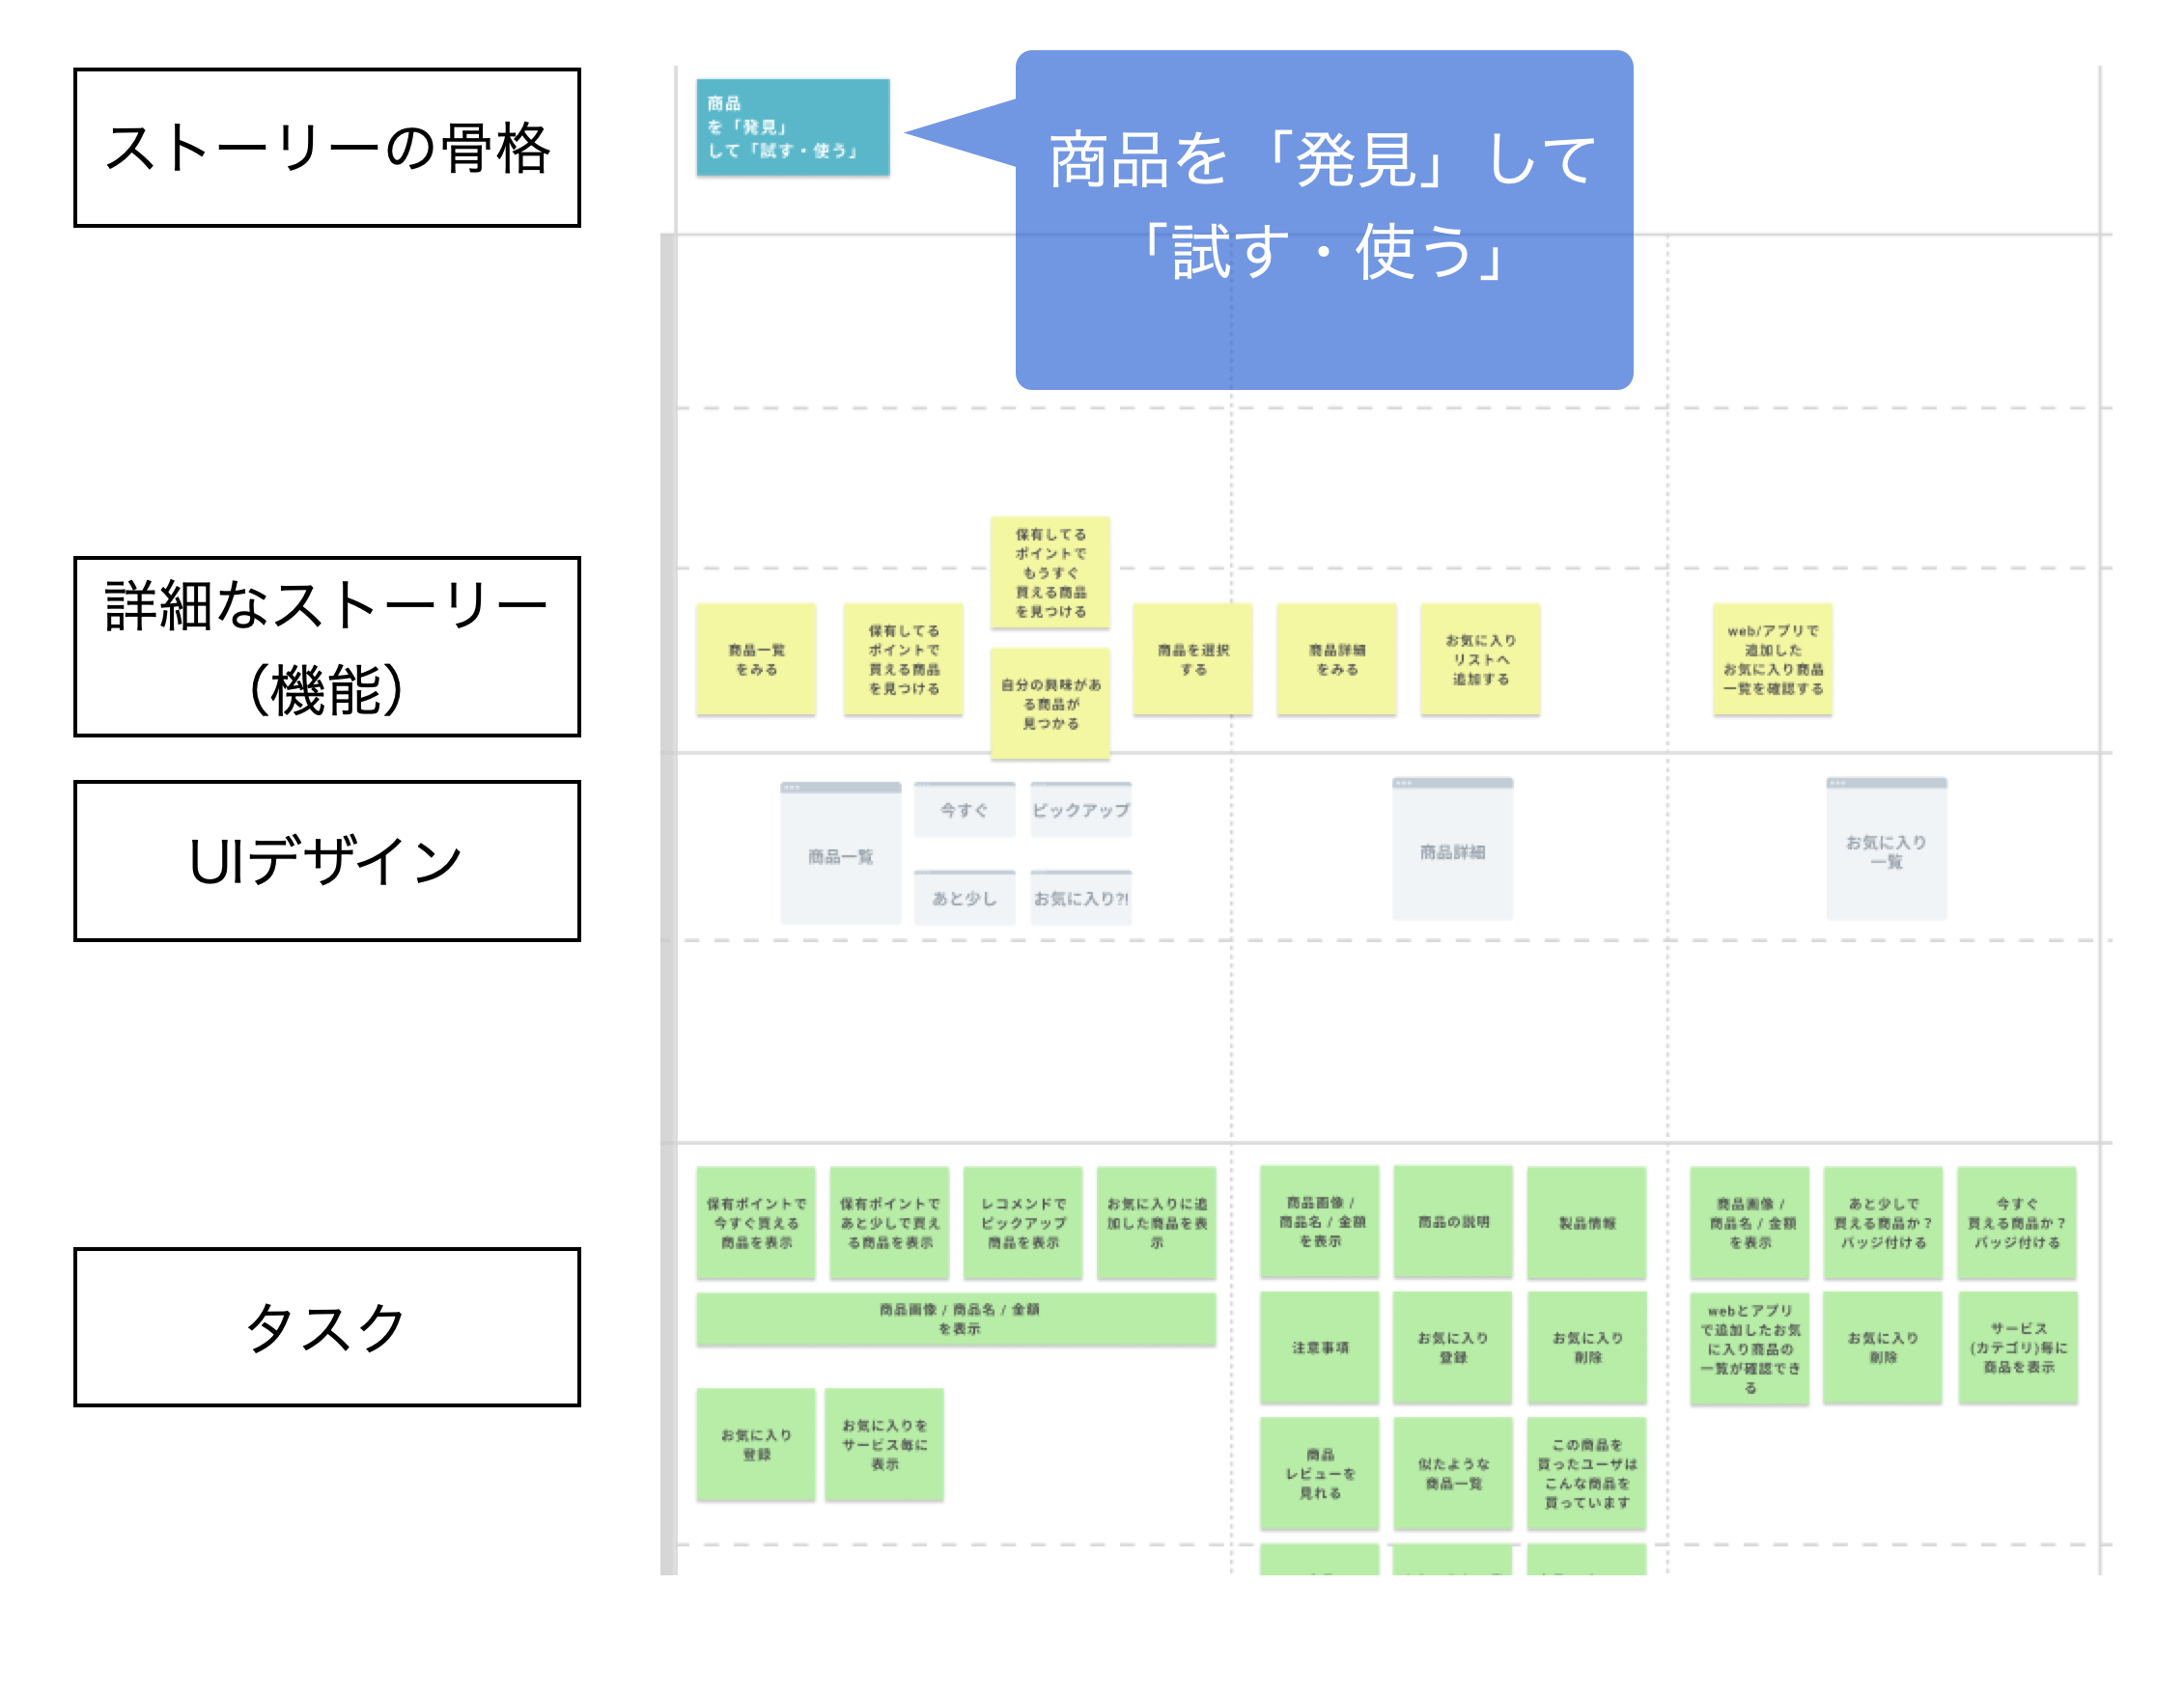 ストーリーの骨格
商品
を「発見」
して「試す・使う」
商品を「発見」して
「試す・使う」
詳細なストーリー
（機能）
商品一覧
をみる
保有してる
ポイントで
買える商品
を見つける
保有してる
ポイントで
もうすぐ
買える商品
を見つける
自分の興味があ
る商品が
見つかる
商品を選択
する
商品詳細
をみる
お気に入り
リストへ
追加する
web/アプリで
追加した
お気に入り商品
一覧を確認する
UIデザイン
商品一覧
今すぐ
ピックアップ
あと少し
お気に入り?!
商品詳細
お気に入り
一覧
タスク
保有ポイントで
今すぐ買える
商品を表示
保有ポイントで
あと少しで買え
る商品を表示
レコメンドで
ピックアップ
商品を表示
お気に入りに追
加した商品を表
示
商品画像 / 商品名 / 金額
を表示
お気に入り
登録
お気に入りを
サービス毎に
表示
商品画像 /
商品名 / 金額
を表示
商品の説明
製品情報
注意事項
お気に入り
登録
お気に入り
削除
商品
レビューを
見れる
似たような
商品一覧
この商品を
買ったユーザは
こんな商品を
買っています
商品画像 /
商品名 / 金額
を表示
あと少しで
買える商品か？
バッジ付ける
今すぐ
買える商品か？
バッジ付ける
webとアプリ
で追加したお気
に入り商品の
一覧が確認でき
る
お気に入り
削除
サービス
(カテゴリ)毎に
商品を表示